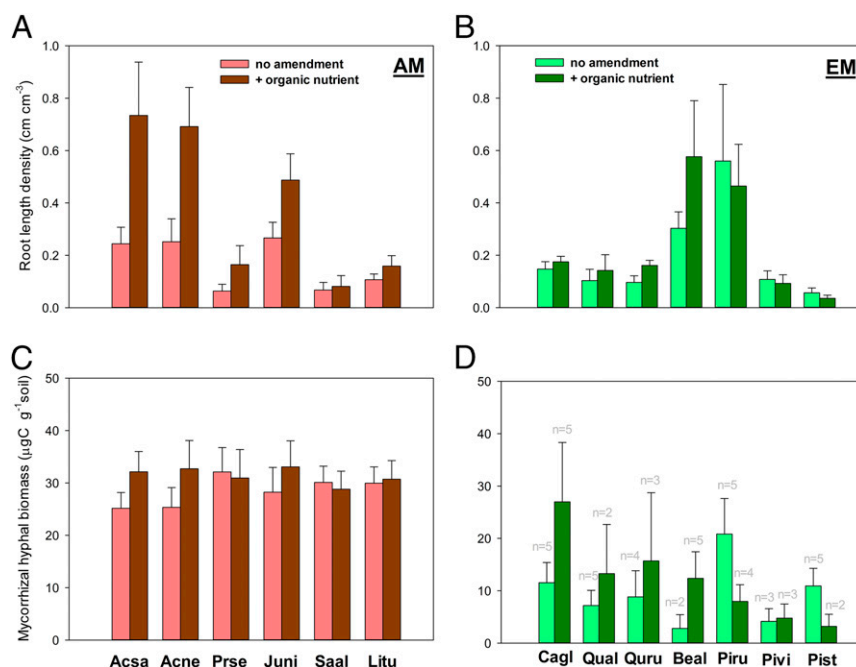 A
B
1.0
0.8
0.6
0.4
0.2
0.0
Root length density (cm cm⁻³)
no amendment
+ organic nutrient
AM
1.0
0.8
0.6
0.4
0.2
0.0
no amendment
+ organic nutrient
EM
C
D
50
40
30
20
10
0
Mycorrhizal hyphal biomass (µgC g⁻¹soil)
Acsa Acne Prse Juni Saal Litu
50
40
30
20
10
0
n=5 n=5 n=5 n=2 n=4 n=3 n=2 n=5 n=5 n=4 n=3 n=3 n=5 n=2
Cagl Qual Quru Beal Piru Pivi Pist